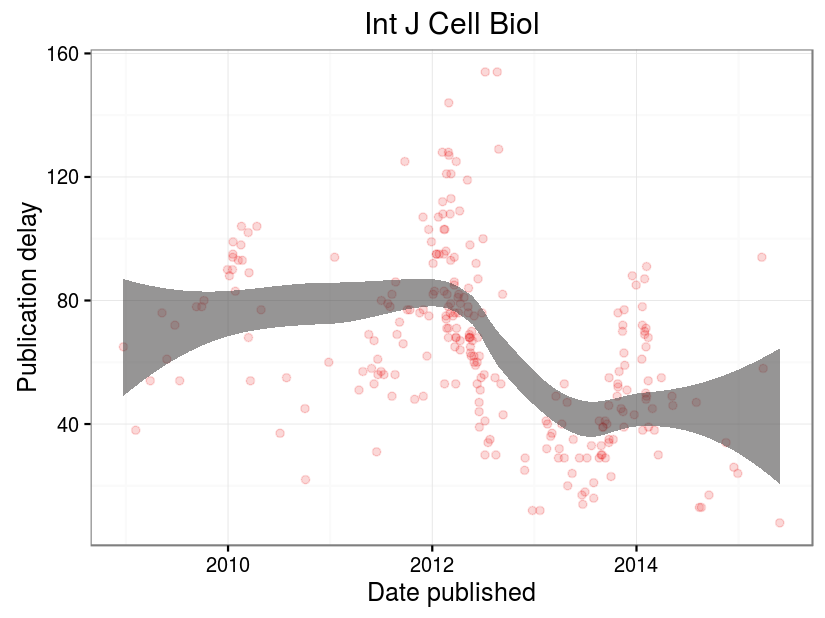 Int J Cell Biol
160
120
80
40
Publication delay
2010 2012 2014
Date published